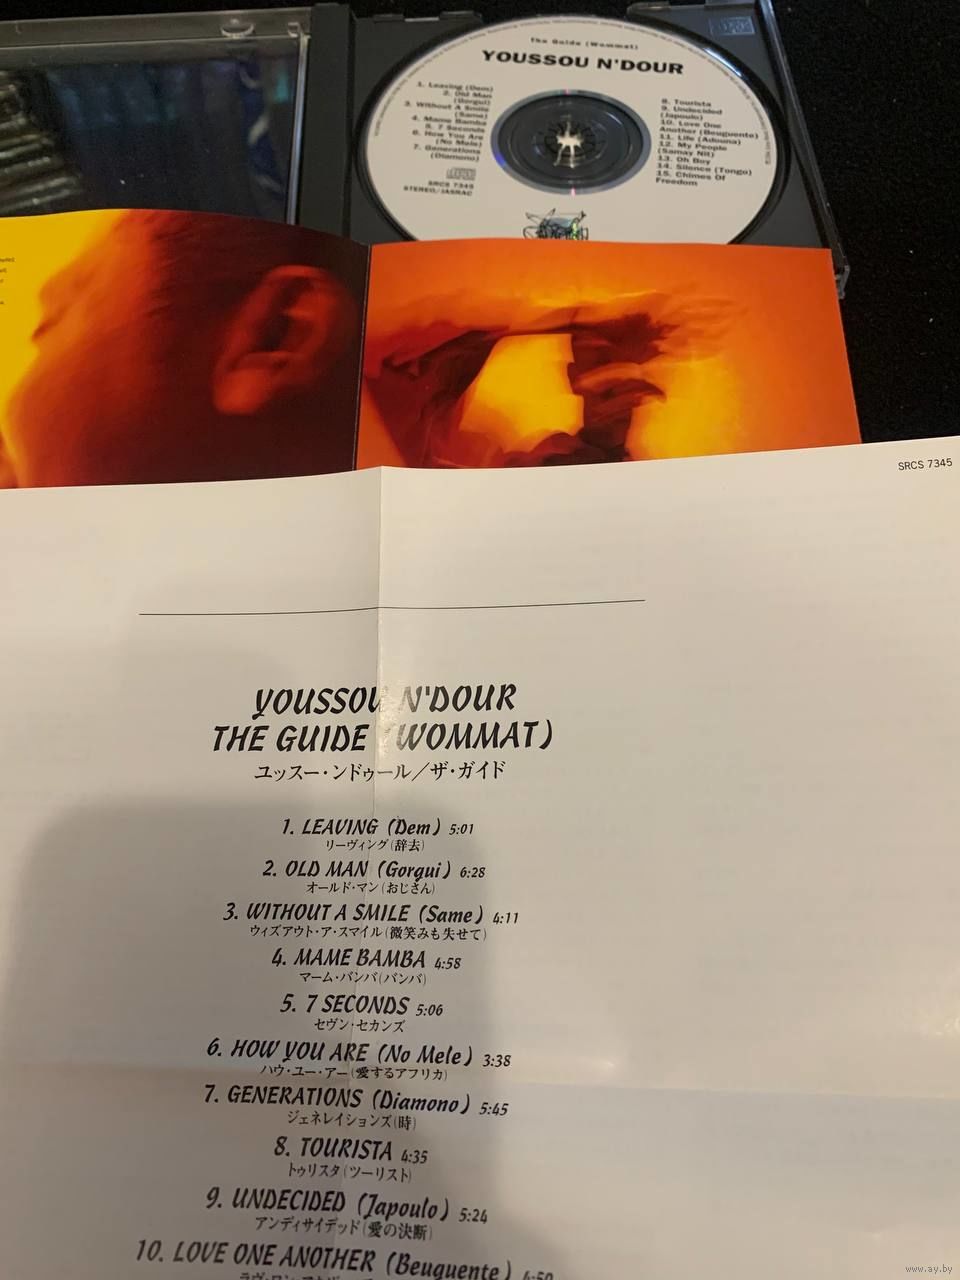 The Guide (Wommat)
YOUSSOU N'DOUR
1. Leaving (Dem)
2. Old Man
(Gorgui)
3. Without A Smile
(Same)
4. Mame Bamba
5. 7 Seconds
6. How You Are
(No Mele)
7. Generations
(Diamono)
SRCS 7345
STEREO/JASRAC
8. Tourista
9. Undecided
(Japoulo)
10. Love One
Another (Beuguente)
11. Life (Adouna)
12. My People
(Samay Nit)
13. Oh Boy
14. Silence (Tongo)
15. Chimes Of
Freedom
SRCS 7345
YOUSSOU N'DOUR
THE GUIDE (WOMMAT)
ユッスー・ンドゥール／ザ・ガイド
1. LEAVING (Dem) 5:01
リーヴィング(辞去)
2. OLD MAN (Gorgui) 6:28
オールド・マン(おじさん)
3. WITHOUT A SMILE (Same) 4:11
ウィズアウト・ア・スマイル(微笑みも失せて)
4. MAME BAMBA 4:58
マーム・バンバ(バンバ)
5. 7 SECONDS 5:06
セヴン・セカンズ
6. HOW YOU ARE (No Mele) 3:38
ハウ・ユー・アー(愛するアフリカ)
7. GENERATIONS (Diamono) 5:45
ジェネレイションズ(時)
8. TOURISTA 4:35
トゥリスタ(ツーリスト)
9. UNDECIDED (Japoulo) 5:24
アンディサイデッド(愛の決断)
10. LOVE ONE ANOTHER (Beuguente) 4:50
www.ay.by